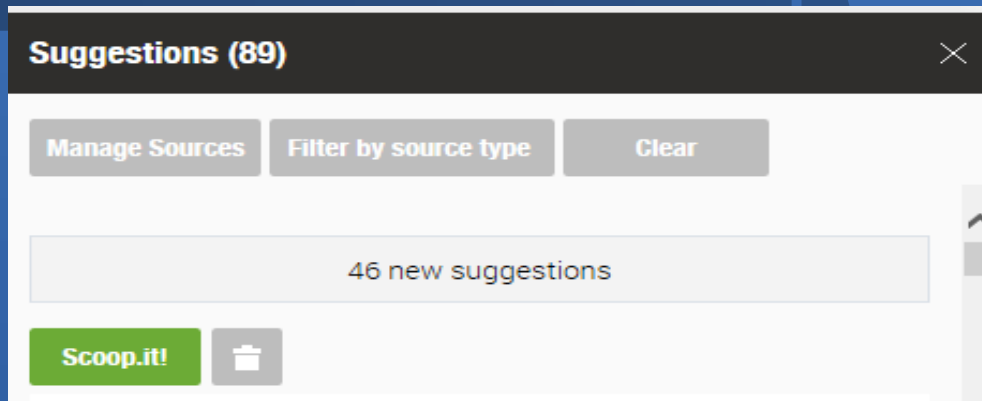 Suggestions (89)
Manage Sources Filter by source type Clear
46 new suggestions
Scoop.it!